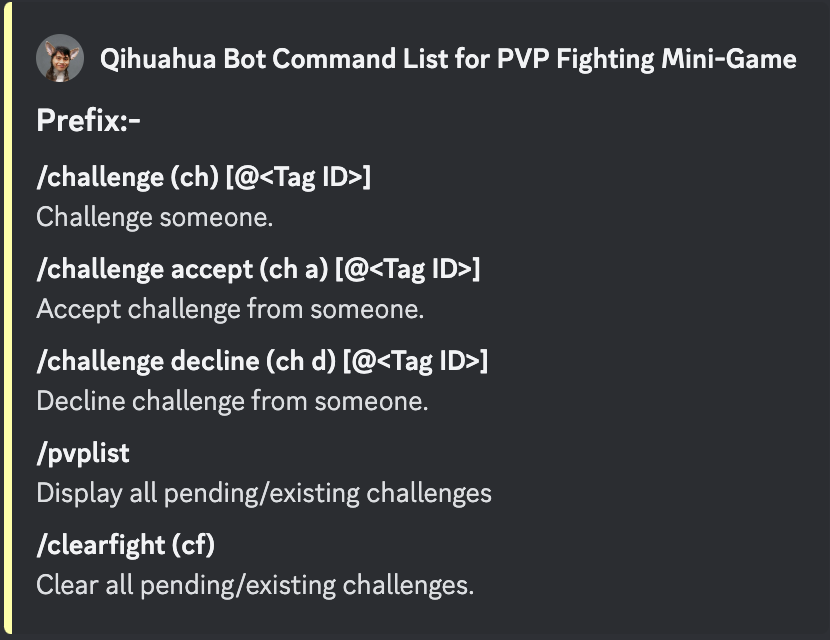 Qihuahua Bot Command List for PVP Fighting Mini-Game
Prefix:-
/challenge (ch) [@<Tag ID>]
Challenge someone.
/challenge accept (ch a) [@<Tag ID>]
Accept challenge from someone.
/challenge decline (ch d) [@<Tag ID>]
Decline challenge from someone.
/pvplist
Display all pending/existing challenges
/clearfight (cf)
Clear all pending/existing challenges.